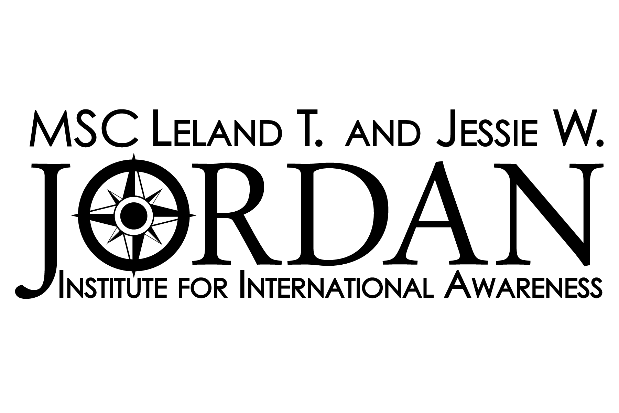 MSC LELAND T. AND JESSIE W.
JORDAN
INSTITUTE FOR INTERNATIONAL AWARENESS